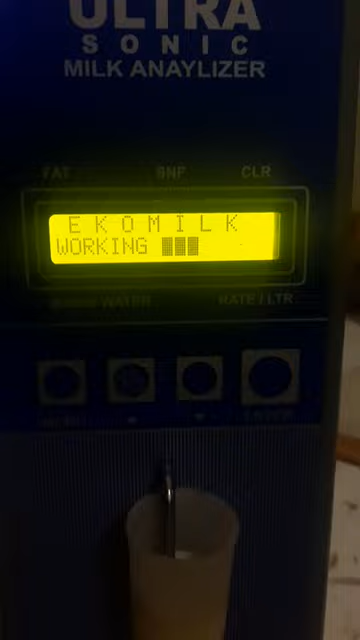 ULTRA
SONIC
MILK ANAYLIZER
FAT SNF CLR
E K O M I L K
WORKING
WATER RATE/LTR.